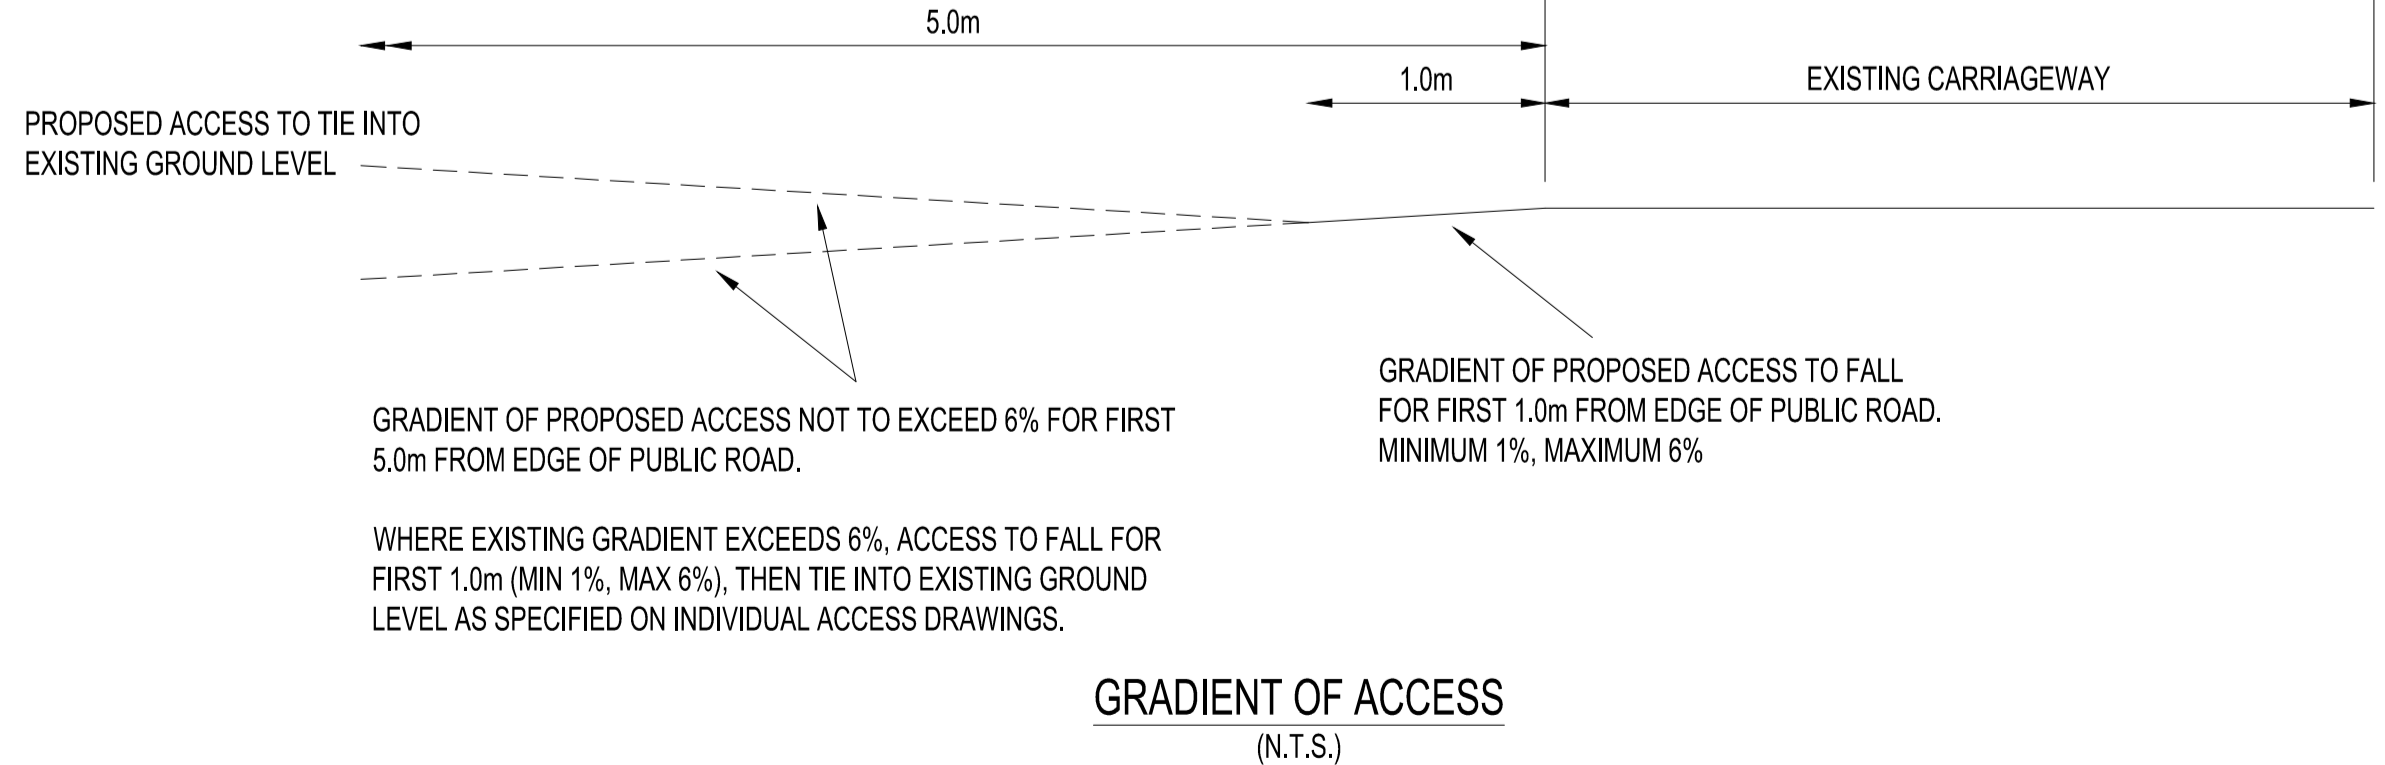 5.0m
1.0m
EXISTING CARRIAGEWAY
PROPOSED ACCESS TO TIE INTO
EXISTING GROUND LEVEL
GRADIENT OF PROPOSED ACCESS NOT TO EXCEED 6% FOR FIRST
5.0m FROM EDGE OF PUBLIC ROAD.
WHERE EXISTING GRADIENT EXCEEDS 6%, ACCESS TO FALL FOR
FIRST 1.0m (MIN 1%, MAX 6%), THEN TIE INTO EXISTING GROUND
LEVEL AS SPECIFIED ON INDIVIDUAL ACCESS DRAWINGS.
GRADIENT OF PROPOSED ACCESS TO FALL
FOR FIRST 1.0m FROM EDGE OF PUBLIC ROAD.
MINIMUM 1%, MAXIMUM 6%
GRADIENT OF ACCESS
(N.T.S.)